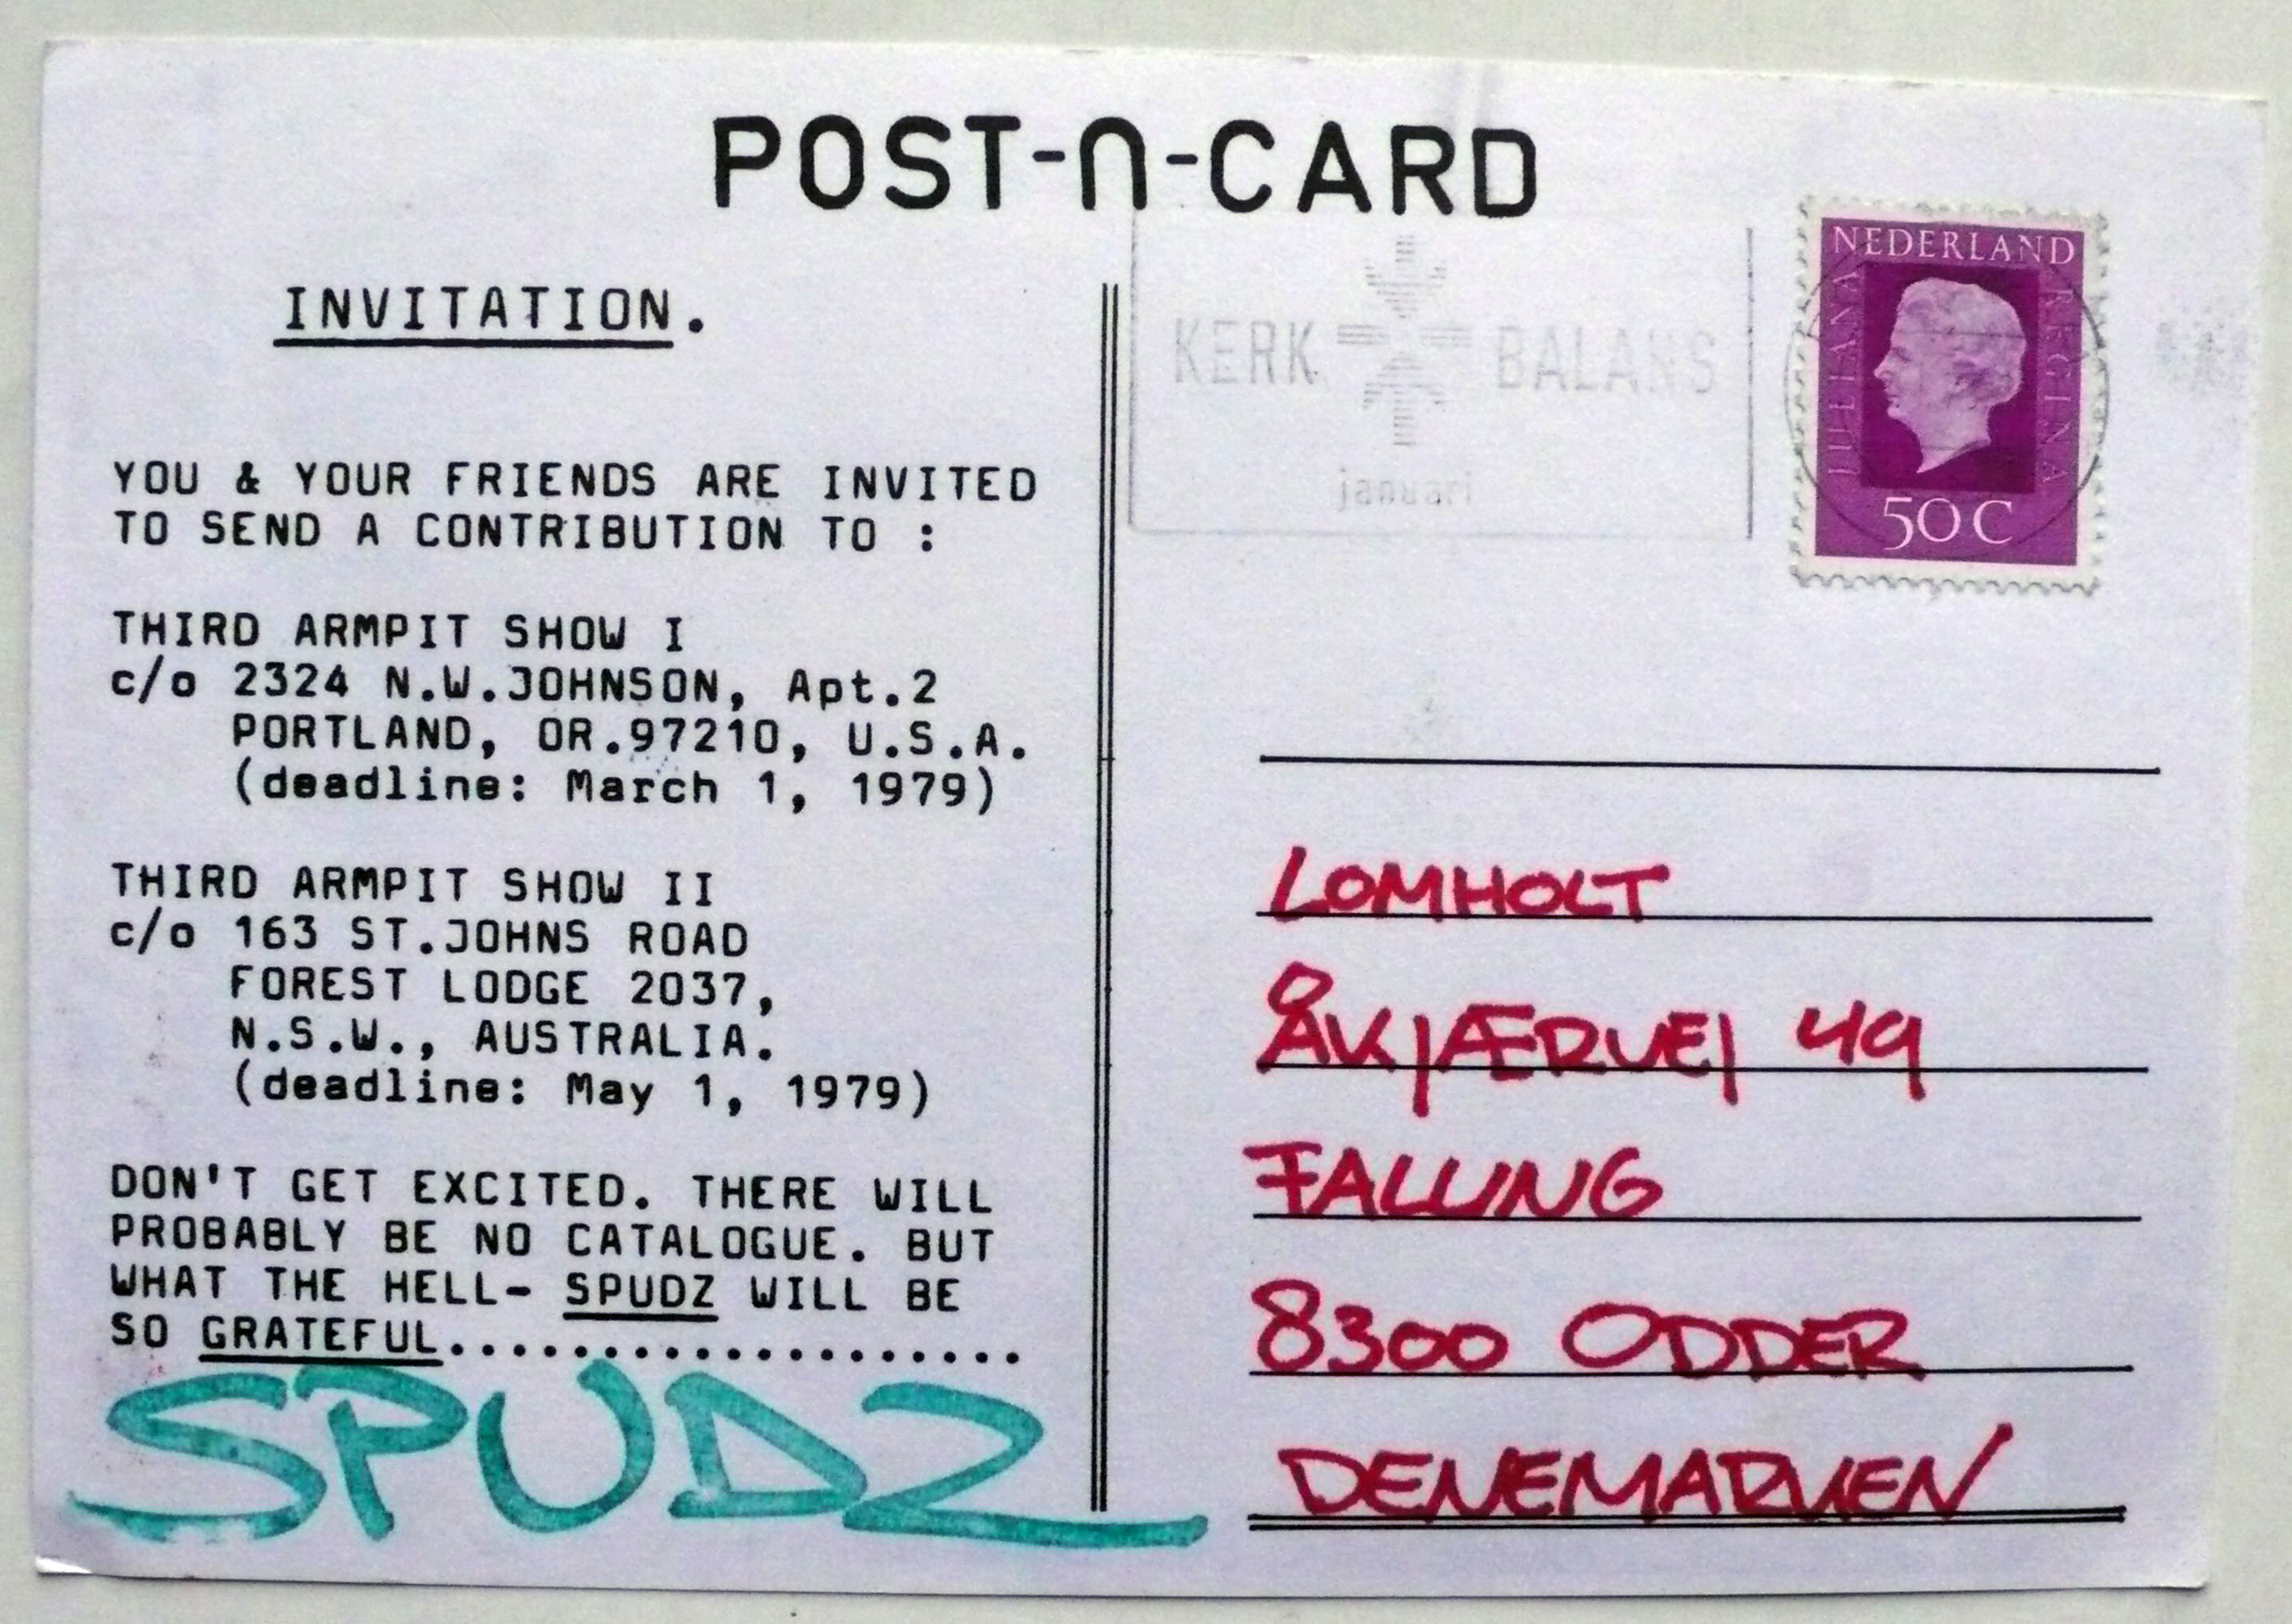 POST-n-CARD
INVITATION.
YOU & YOUR FRIENDS ARE INVITED
TO SEND A CONTRIBUTION TO :
THIRD ARMPIT SHOW I
c/o 2324 N.W.JOHNSON, Apt.2
PORTLAND, OR.97210, U.S.A.
(deadline: March 1, 1979)
THIRD ARMPIT SHOW II
c/o 163 ST.JOHNS ROAD
FOREST LODGE 2037,
N.S.W., AUSTRALIA.
(deadline: May 1, 1979)
DON'T GET EXCITED. THERE WILL
PROBABLY BE NO CATALOGUE. BUT
WHAT THE HELL- SPUDZ WILL BE
SO GRATEFUL...................
SPUDZ
KERK BALANS
januari
NEDERLAND
JULIANA
REGINA
50 C
LOMHOLT
ÅKJÆRVEJ 49
FALLING
8300 ODDER
DENEMARKEN